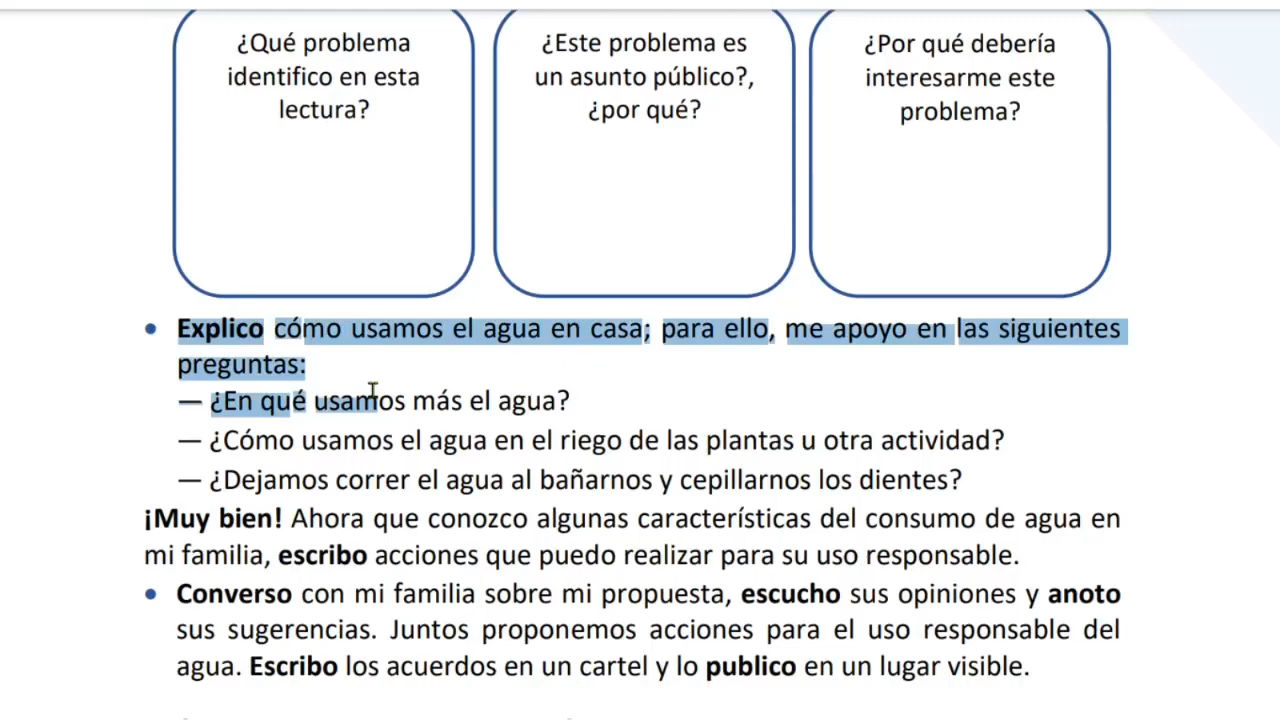 ¿Qué problema
identifico en esta
lectura?
¿Este problema es
un asunto público?,
¿por qué?
¿Por qué debería
interesarme este
problema?
• Explico cómo usamos el agua en casa; para ello, me apoyo en las siguientes
preguntas:
— ¿En qué usamos más el agua?
— ¿Cómo usamos el agua en el riego de las plantas u otra actividad?
— ¿Dejamos correr el agua al bañarnos y cepillarnos los dientes?
¡Muy bien! Ahora que conozco algunas características del consumo de agua en
mi familia, escribo acciones que puedo realizar para su uso responsable.
• Converso con mi familia sobre mi propuesta, escucho sus opiniones y anoto
sus sugerencias. Juntos proponemos acciones para el uso responsable del
agua. Escribo los acuerdos en un cartel y lo publico en un lugar visible.